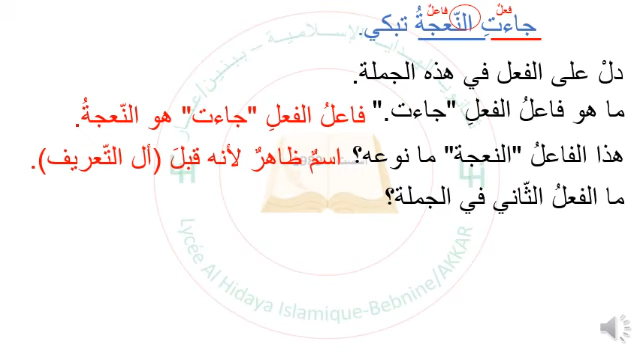 فعلٌ فاعلٌ
جاءتِ النّعجةُ تبكي.
دلْ على الفعل في هذه الجملة.
ما هو فاعلُ الفعلِ "جاءت". فاعلُ الفعلِ "جاءت" هو النّعجةُ.
هذا الفاعلُ "النعجة" ما نوعه؟ اسمٌ ظاهرٌ لأنه قبلَ (أل التّعريف).
ما الفعلُ الثّاني في الجملة؟
Lycée Al Hidaya Islamique-Bebnine/AKKAR